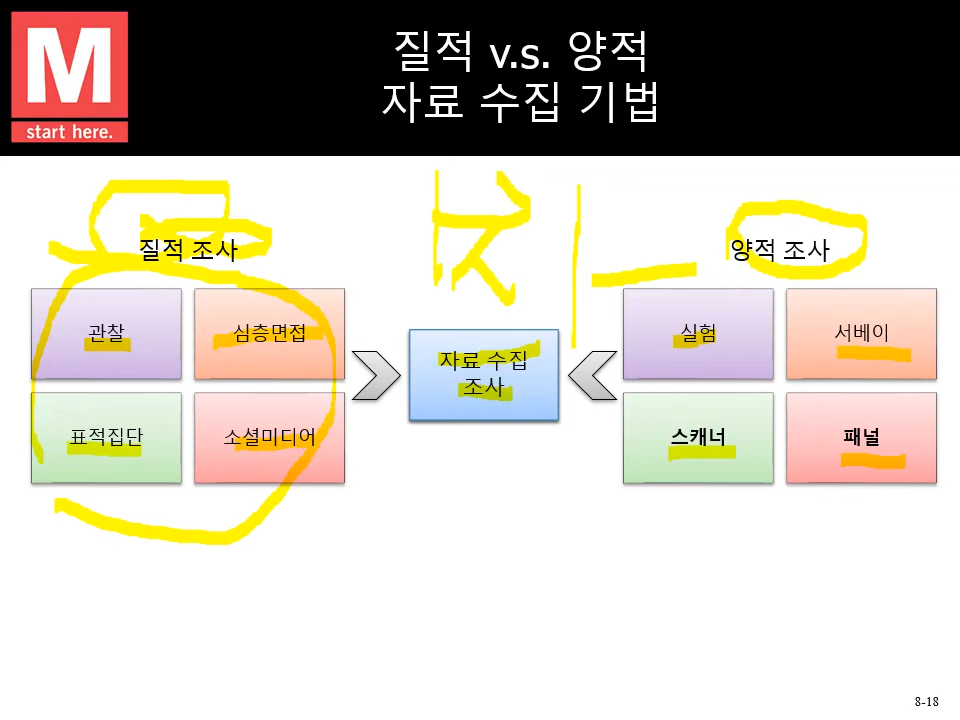 M
start here.
질적 v.s. 양적
자료 수집 기법
질적 조사
양적 조사
관찰
심층면접
표적집단
소셜미디어
자료 수집
조사
실험
서베이
스캐너
패널
8-18